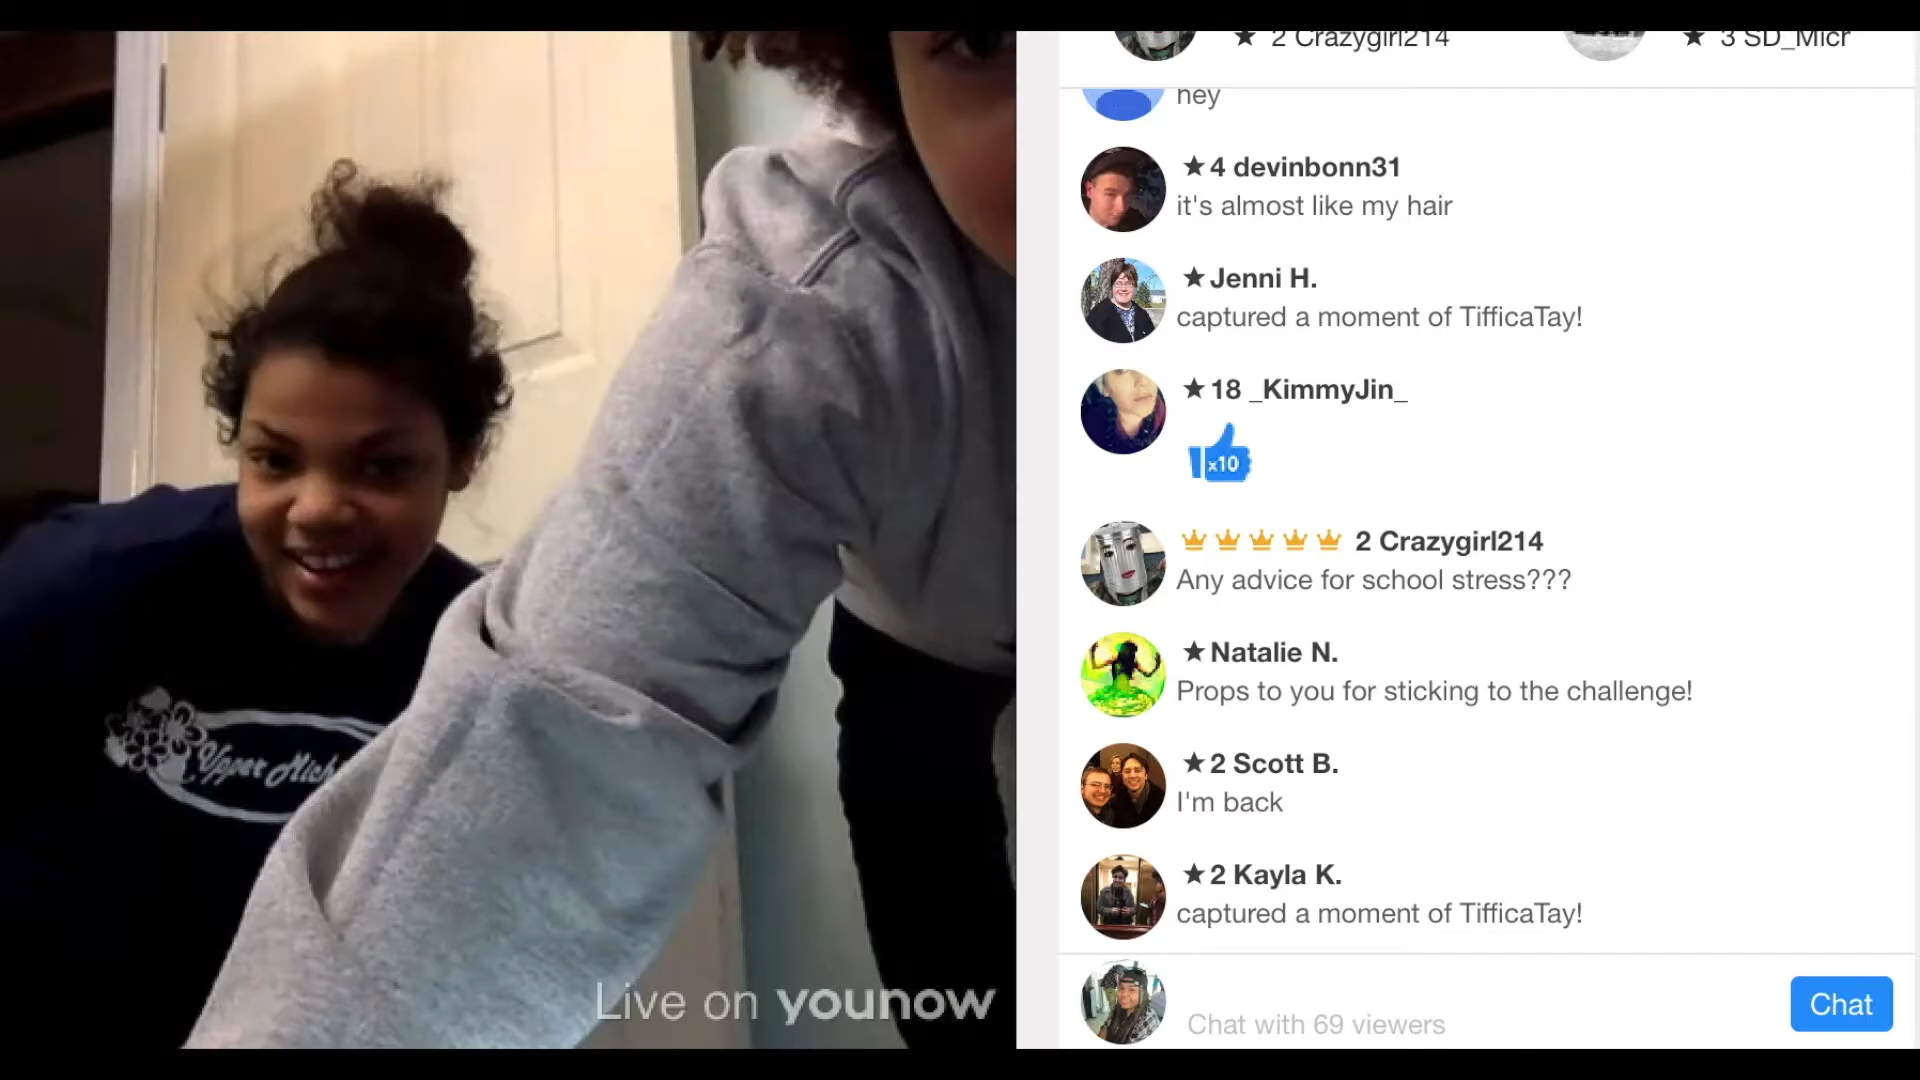 ★ 2 Crazygirl214
★ 3 SD_Micr
hey
★4 devinbonn31
it's almost like my hair
★ Jenni H.
captured a moment of TifficaTay!
★18 _KimmyJin_
x10
2 Crazygirl214
Any advice for school stress???
★ Natalie N.
Props to you for sticking to the challenge!
★2 Scott B.
I'm back
★2 Kayla K.
captured a moment of TifficaTay!
Chat with 69 viewers
Chat
Upper Mich
Live on younow